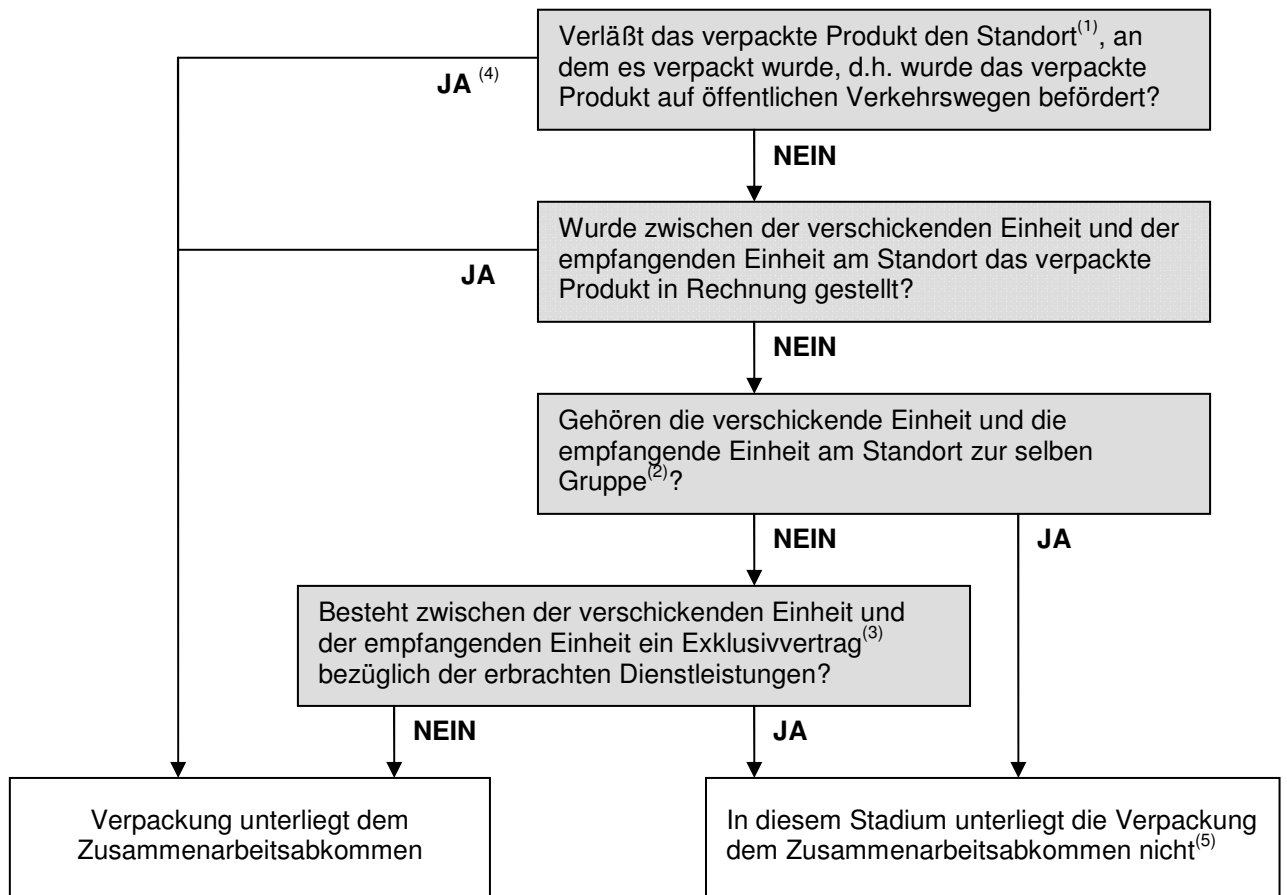 Verläßt das verpackte Produkt den Standort(1), an
dem es verpackt wurde, d.h. wurde das verpackte
Produkt auf öffentlichen Verkehrswegen befördert?
JA (4)
NEIN
Wurde zwischen der verschickenden Einheit und der
empfangenden Einheit am Standort das verpackte
Produkt in Rechnung gestellt?
JA
NEIN
Gehören die verschickende Einheit und die
empfangende Einheit am Standort zur selben
Gruppe(2)?
NEIN
JA
Besteht zwischen der verschickenden Einheit und
der empfangenden Einheit ein Exklusivvertrag(3)
bezüglich der erbrachten Dienstleistungen?
NEIN
JA
Verpackung unterliegt dem
Zusammenarbeitsabkommen
In diesem Stadium unterliegt die Verpackung
dem Zusammenarbeitsabkommen nicht(5)